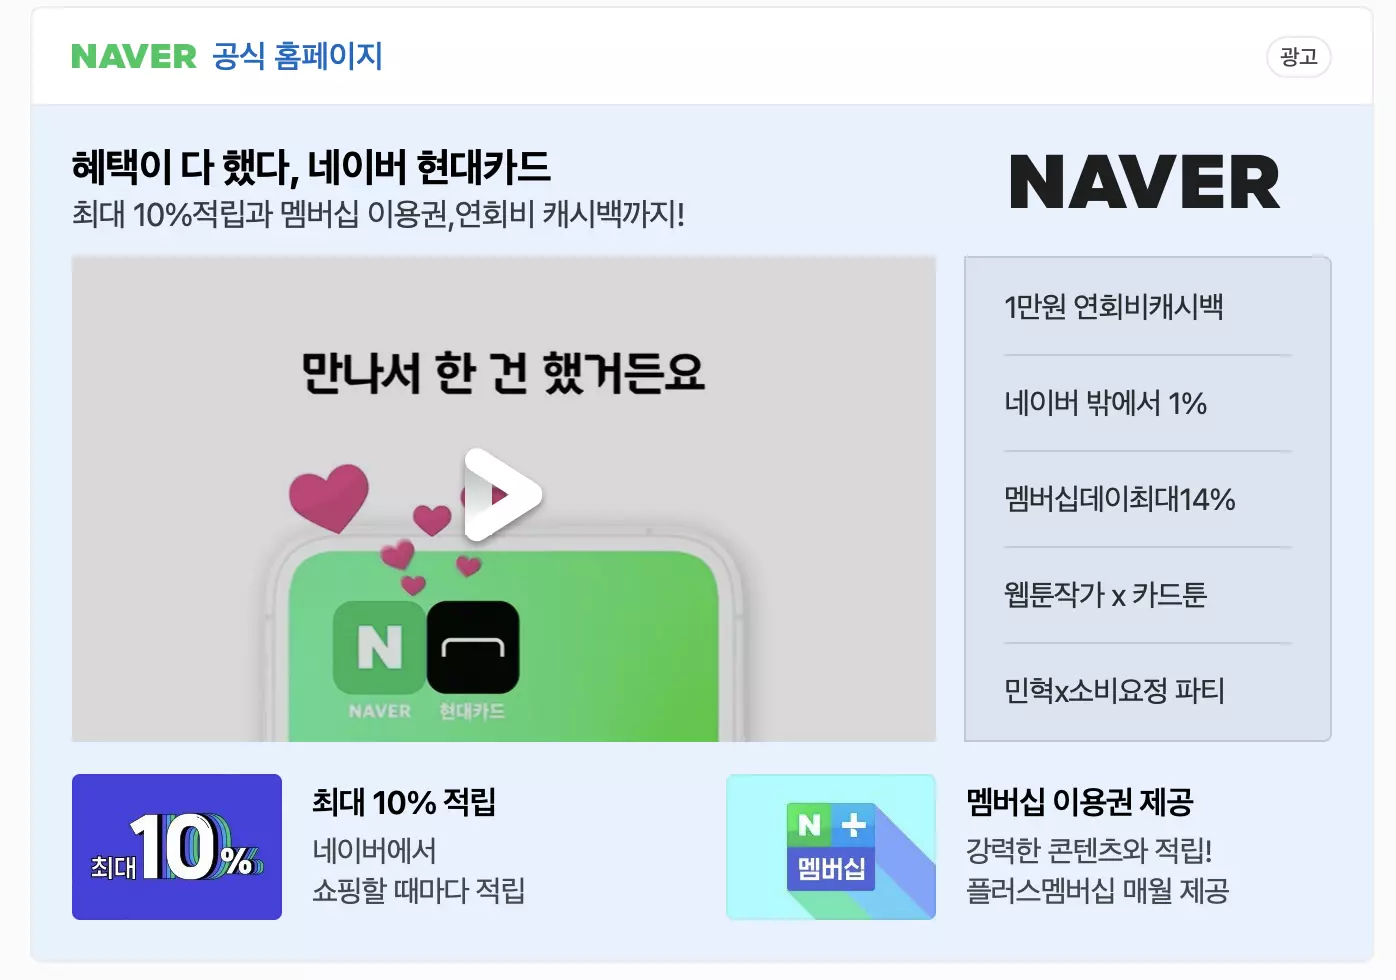 NAVER 공식 홈페이지
광고
혜택이 다 했다, 네이버 현대카드
최대 10%적립과 멤버십 이용권,연회비 캐시백까지!
NAVER
만나서 한 건 했거든요
N
NAVER 현대카드
1만원 연회비캐시백
네이버 밖에서 1%
멤버십데이최대14%
웹툰작가 x 카드툰
민혁x소비요정 파티
최대10%
최대 10% 적립
네이버에서
쇼핑할 때마다 적립
N+
멤버십
멤버십 이용권 제공
강력한 콘텐츠와 적립!
플러스멤버십 매월 제공